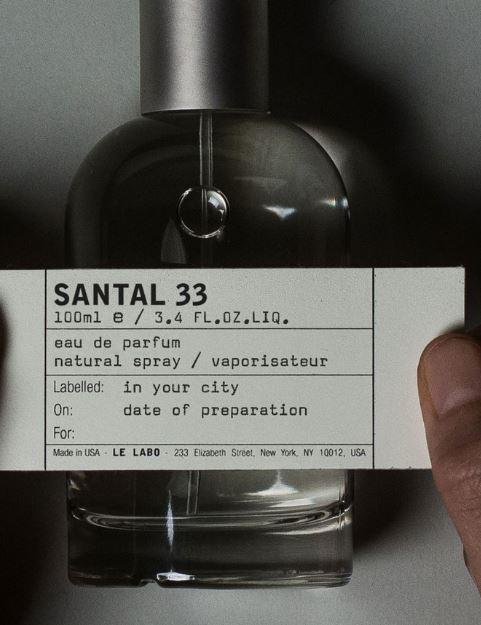 SANTAL 33
100ml e / 3.4 FL.OZ.LIQ.
eau de parfum
natural spray / vaporisateur
Labelled: in your city
On: date of preparation
For:
Made in USA - LE LABO - 233 Elizabeth Street, New York, NY 10012, USA